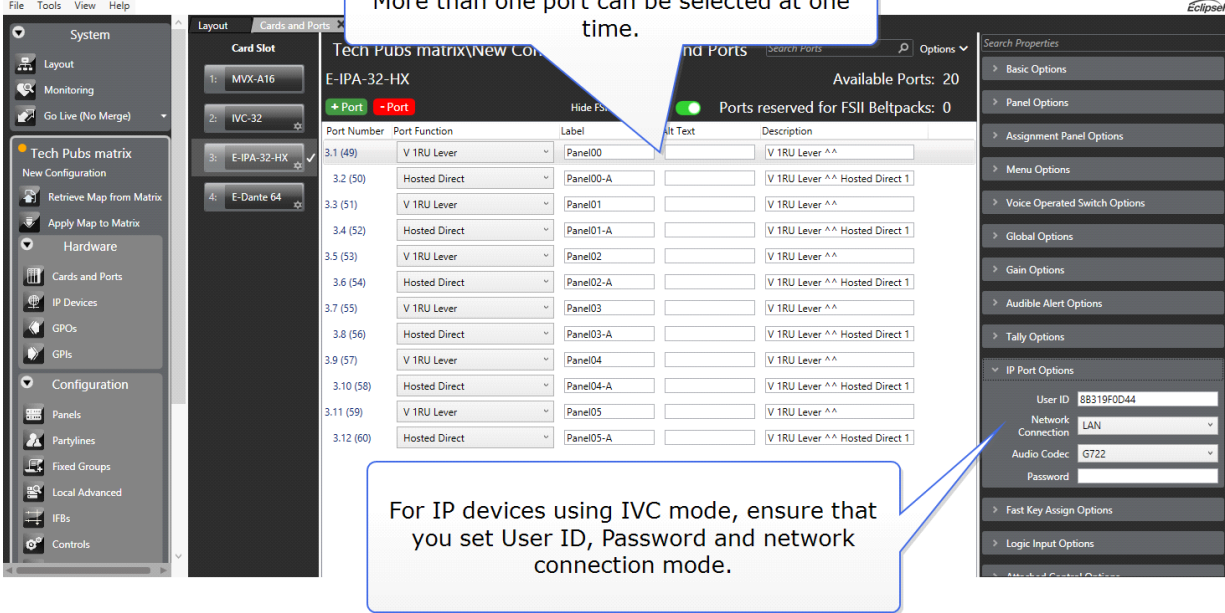 File Tools View Help
More than one port can be selected at one
time.
Eclipse
System
Layout
Monitoring
Go Live (No Merge)
Tech Pubs matrix
New Configuration
Retrieve Map from Matrix
Apply Map to Matrix
Hardware
Cards and Ports
IP Devices
GPOs
GPIs
Configuration
Panels
Partylines
Fixed Groups
Local Advanced
IFBs
Controls
Layout Cards and Ports X
Card Slot
1: MVX-A16
2: IVC-32
3: E-IPA-32-HX
4: E-Dante 64
Tech Pubs matrix\New Con nd Ports Search Ports Options
E-IPA-32-HX Available Ports: 20
+ Port - Port Hide FSII Ports reserved for FSII Beltpacks: 0
Port Number Port Function Label Alt Text Description
3.1 (49) V 1RU Lever Panel00 V 1RU Lever ^^
3.2 (50) Hosted Direct Panel00-A V 1RU Lever ^^ Hosted Direct 1
3.3 (51) V 1RU Lever Panel01 V 1RU Lever ^^
3.4 (52) Hosted Direct Panel01-A V 1RU Lever ^^ Hosted Direct 1
3.5 (53) V 1RU Lever Panel02 V 1RU Lever ^^
3.6 (54) Hosted Direct Panel02-A V 1RU Lever ^^ Hosted Direct 1
3.7 (55) V 1RU Lever Panel03 V 1RU Lever ^^
3.8 (56) Hosted Direct Panel03-A V 1RU Lever ^^ Hosted Direct 1
3.9 (57) V 1RU Lever Panel04 V 1RU Lever ^^
3.10 (58) Hosted Direct Panel04-A V 1RU Lever ^^ Hosted Direct 1
3.11 (59) V 1RU Lever Panel05 V 1RU Lever ^^
3.12 (60) Hosted Direct Panel05-A V 1RU Lever ^^ Hosted Direct 1
For IP devices using IVC mode, ensure that
you set User ID, Password and network
connection mode.
Search Properties
Basic Options
Panel Options
Assignment Panel Options
Menu Options
Voice Operated Switch Options
Global Options
Gain Options
Audible Alert Options
Tally Options
IP Port Options
User ID 8B319F0D44
Network
Connection LAN
Audio Codec G722
Password
Fast Key Assign Options
Logic Input Options
Attached Control Options